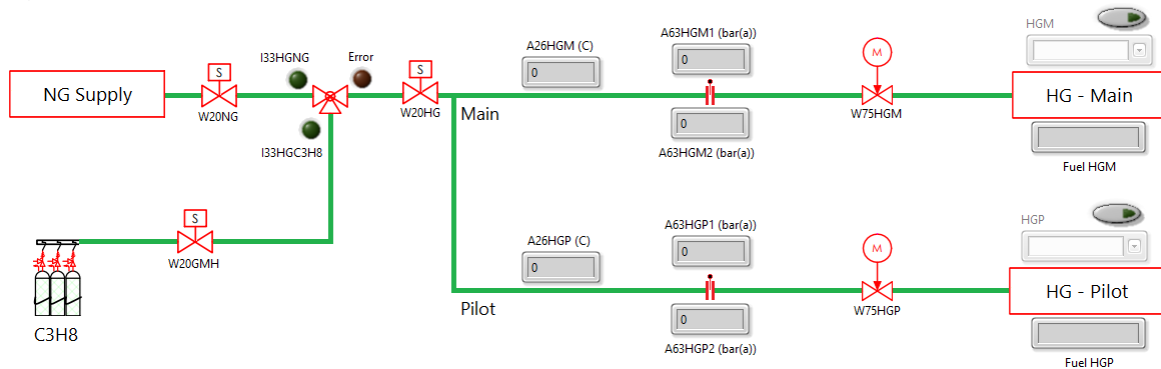 HGM
A63HGM1 (bar(a))
A26HGM (C)
I33HGNG
Error
S
S
M
0
0
NG Supply
HG - Main
W20NG
W20HG
Main
W75HGM
0
I33HGC3H8
A63HGM2 (bar(a))
Fuel HGM
S
W20GMH
HGP
A63HGP1 (bar(a))
A26HGP (C)
M
0
0
C3H8
Pilot
HG - Pilot
W75HGP
0
A63HGP2 (bar(a))
Fuel HGP